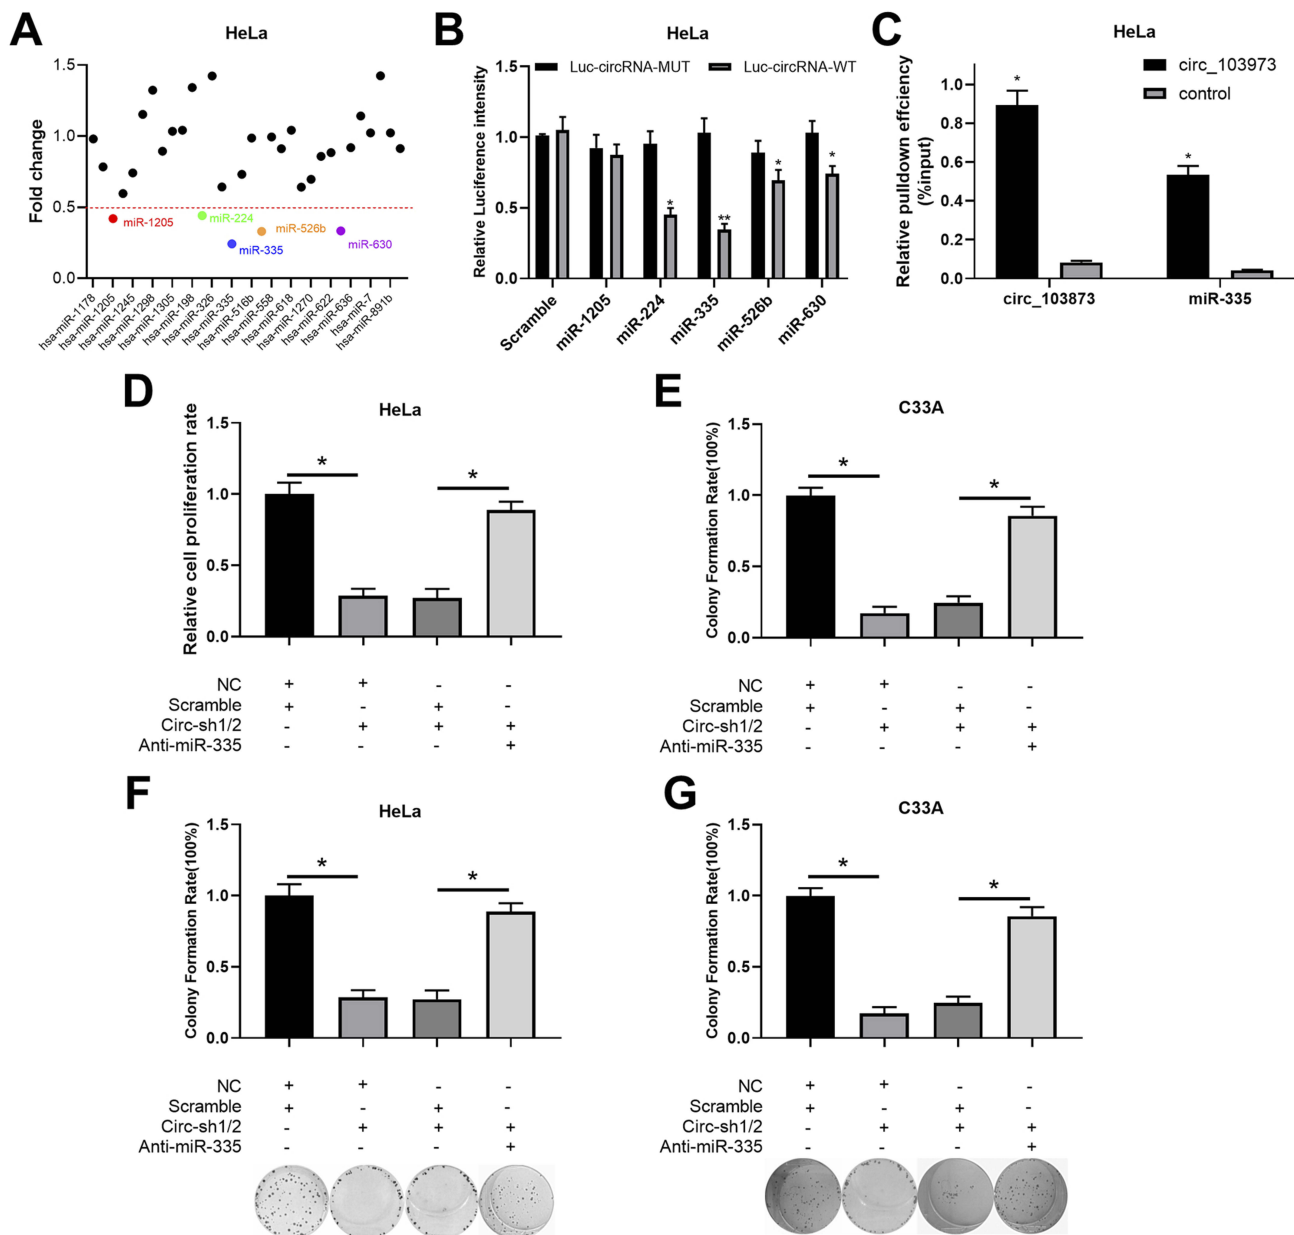 A
HeLa
Fold change
1.5
1.0
0.5
0.0
miR-1205
miR-224
miR-335
miR-526b
miR-630
hsa-miR-1178
hsa-miR-1205
hsa-miR-1245
hsa-miR-1298
hsa-miR-1305
hsa-miR-198
hsa-miR-326
hsa-miR-335
hsa-miR-516b
hsa-miR-558
hsa-miR-618
hsa-miR-1270
hsa-miR-622
hsa-miR-636
hsa-miR-7
hsa-miR-891b
B
HeLa
Relative Luciference intensity
1.5
1.0
0.5
0.0
Luc-circRNA-MUT
Luc-circRNA-WT
*
**
*
*
Scramble
miR-1205
miR-224
miR-335
miR-526b
miR-630
C
HeLa
Relative pulldown effciency
(%input)
1.0
0.8
0.6
0.4
0.2
0.0
circ_103973
control
*
*
circ_103873
miR-335
D
HeLa
Relative cell proliferation rate
1.5
1.0
0.5
0.0
*
*
NC + + - -
Scramble + - + -
Circ-sh1/2 - + + +
Anti-miR-335 - - - +
E
C33A
Colony Formation Rate(100%)
1.5
1.0
0.5
0.0
*
*
NC + + - -
Scramble + - + -
Circ-sh1/2 - + + +
Anti-miR-335 - - - +
F
HeLa
Colony Formation Rate(100%)
1.5
1.0
0.5
0.0
*
*
NC + + - -
Scramble + - + -
Circ-sh1/2 - + + +
Anti-miR-335 - - - +
G
C33A
Colony Formation Rate(100%)
1.5
1.0
0.5
0.0
*
*
NC + + - -
Scramble + - + -
Circ-sh1/2 - + + +
Anti-miR-335 - - - +